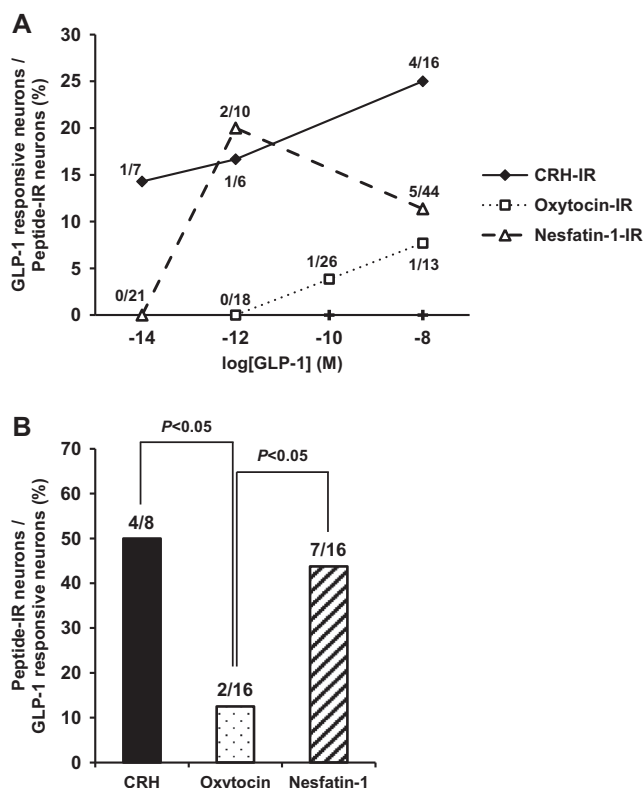 A
GLP-1 responsive neurons /
Peptide-IR neurons (%)
30
25
20
15
10
5
0
4/16
2/10
1/7
1/6
5/44
0/21
0/18
1/26
1/13
-14
-12
-10
-8
log[GLP-1] (M)
CRH-IR
Oxytocin-IR
Nesfatin-1-IR
B
Peptide-IR neurons /
GLP-1 responsive neurons (%)
70
60
50
40
30
20
10
0
P<0.05
P<0.05
4/8
2/16
7/16
CRH
Oxytocin
Nesfatin-1